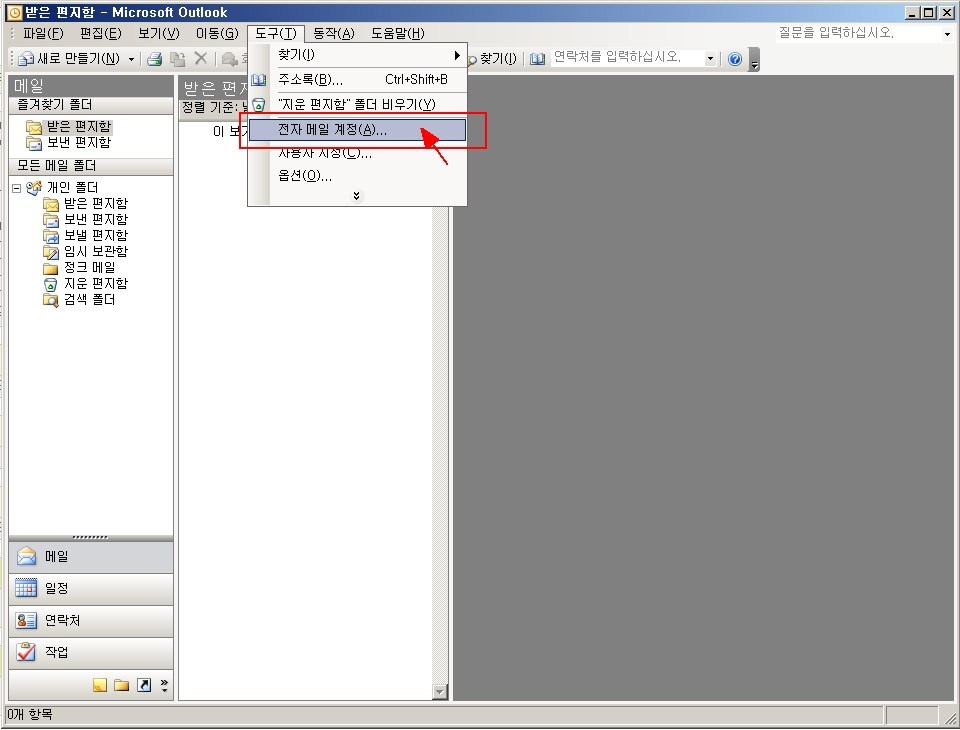 받은 편지함 - Microsoft Outlook
파일(F) 편집(E) 보기(V) 이동(G) 도구(T) 동작(A) 도움말(H) 질문을 입력하십시오.
새로 만들기(N) 찾기(I) 연락처를 입력하십시오.
찾기(I)
주소록(B)... Ctrl+Shift+B
"지운 편지함" 폴더 비우기(Y)
전자 메일 계정(A)...
사용자 지정(C)...
옵션(O)...
메일
즐겨찾기 폴더
받은 편지함
보낸 편지함
모든 메일 폴더
개인 폴더
받은 편지함
보낸 편지함
보낼 편지함
임시 보관함
정크 메일
지운 편지함
검색 폴더
받은 편지
정렬 기준:
이 보기
메일
일정
연락처
작업
0개 항목